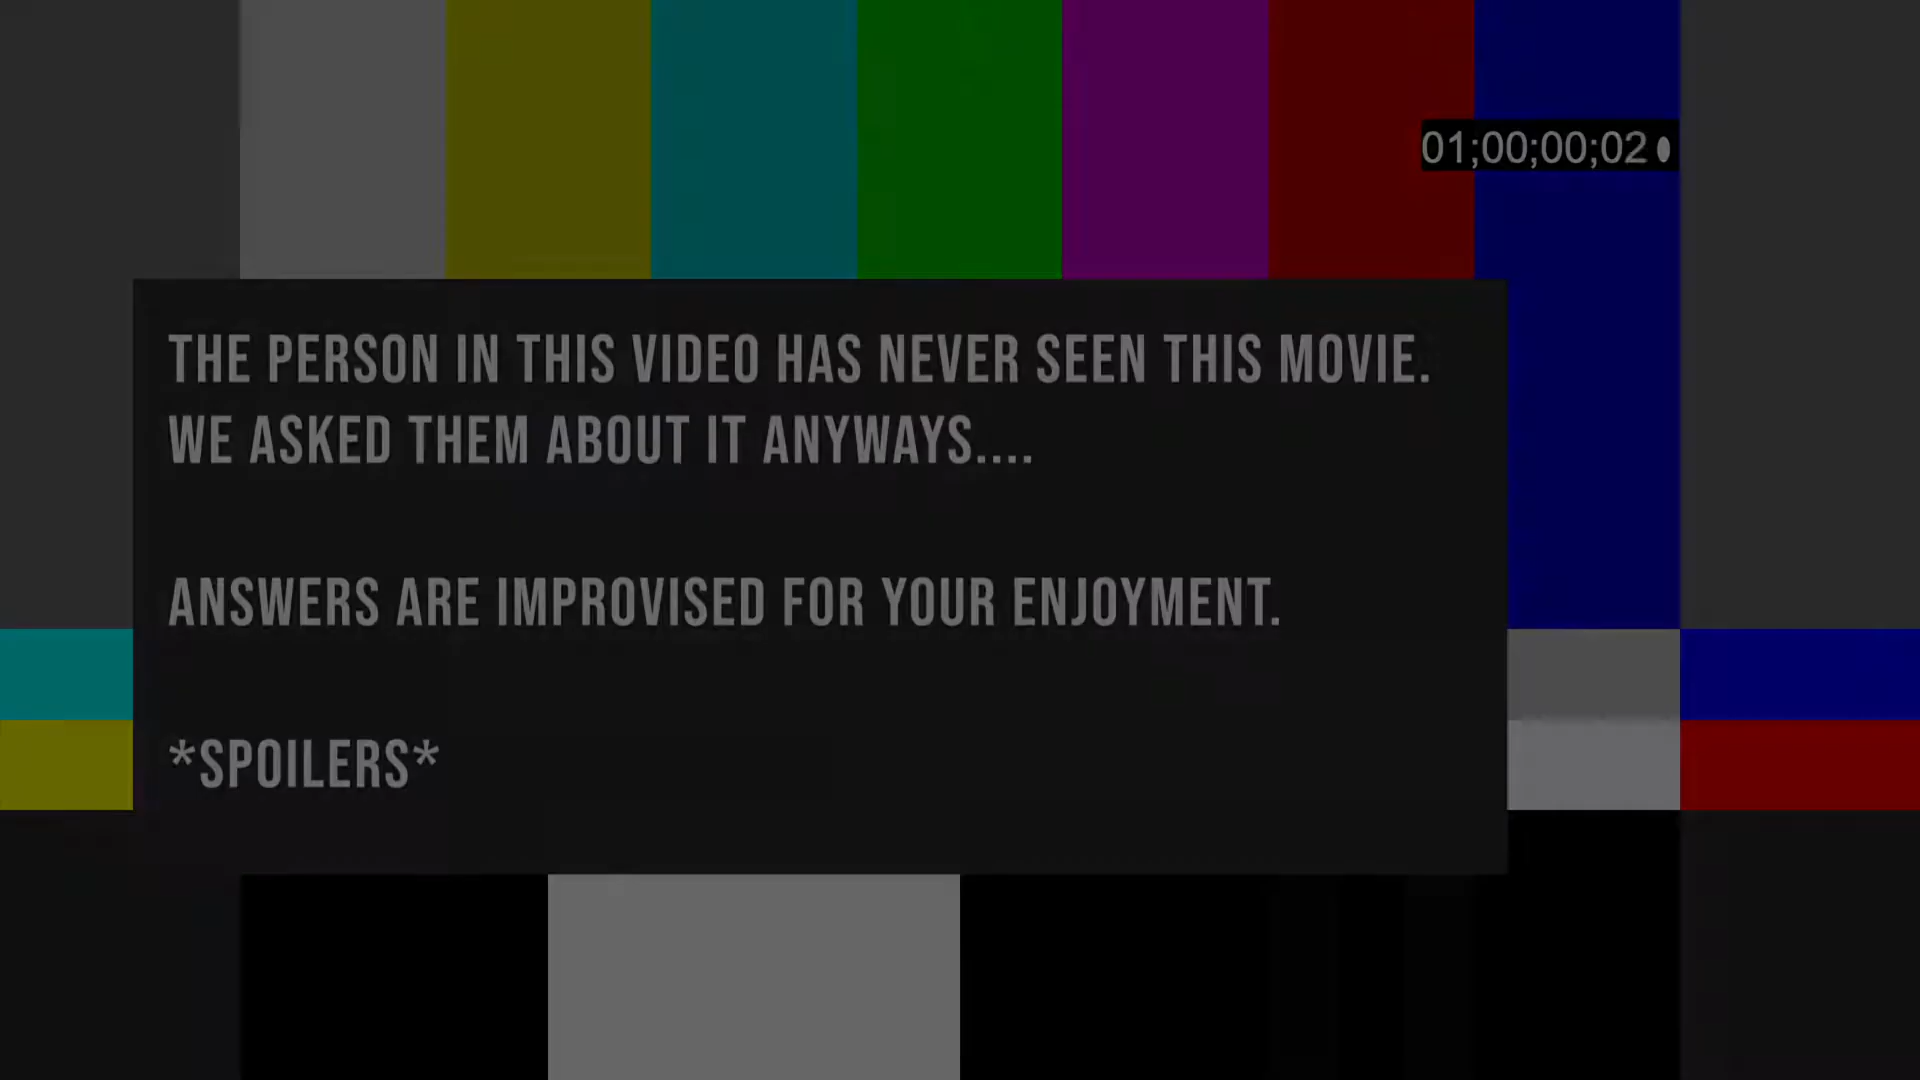 01;00;00;02
THE PERSON IN THIS VIDEO HAS NEVER SEEN THIS MOVIE.
WE ASKED THEM ABOUT IT ANYWAYS....
ANSWERS ARE IMPROVISED FOR YOUR ENJOYMENT.
*SPOILERS*